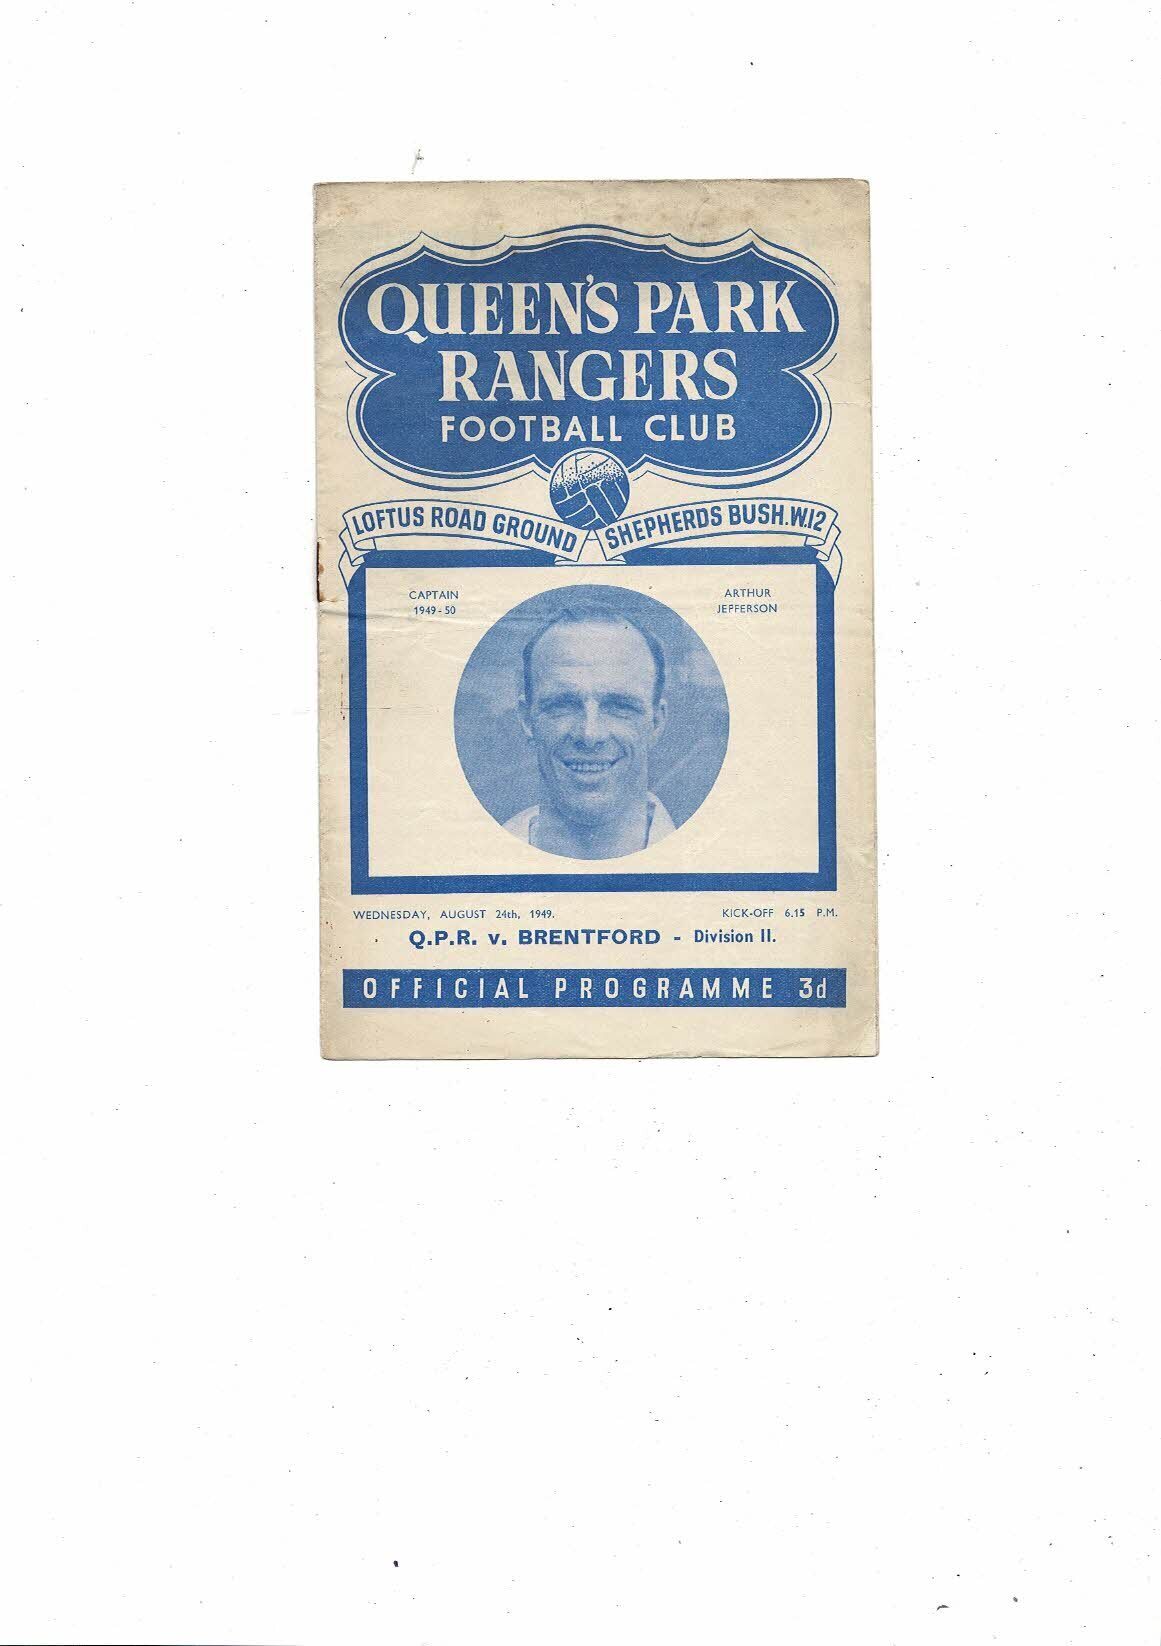 QUEEN'S PARK
RANGERS
FOOTBALL CLUB
LOFTUS ROAD GROUND SHEPHERDS BUSH.W.12
CAPTAIN
1949-50
ARTHUR
JEFFERSON
WEDNESDAY, AUGUST 24th, 1949. KICK-OFF 6.15 P.M.
Q.P.R. v. BRENTFORD - Division II.
OFFICIAL PROGRAMME 3d